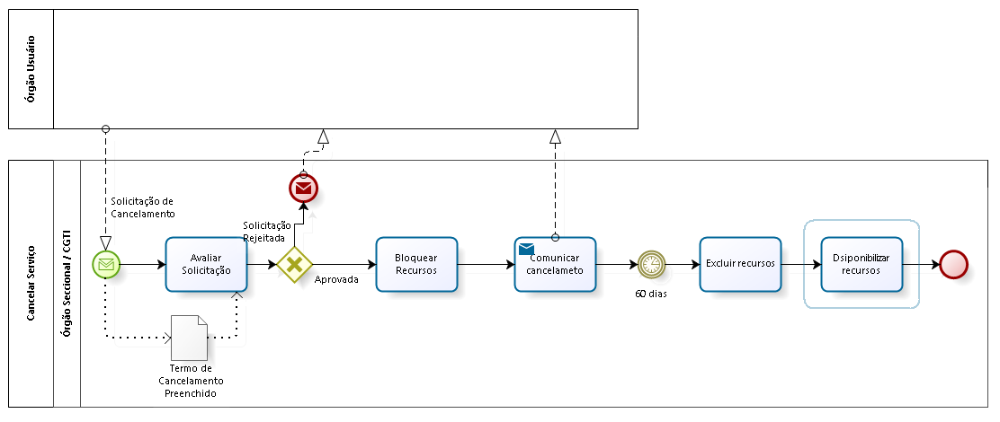 Órgão Usuário
Cancelar Serviço
Órgão Seccional / CGTI
Solicitação de
Cancelamento
Avaliar
Solicitação
Termo de
Cancelamento
Preenchido
Solicitação
Rejeitada
Aprovada
Bloquear
Recursos
Comunicar
cancelameto
60 dias
Excluir recursos
Dsiponibilizar
recursos